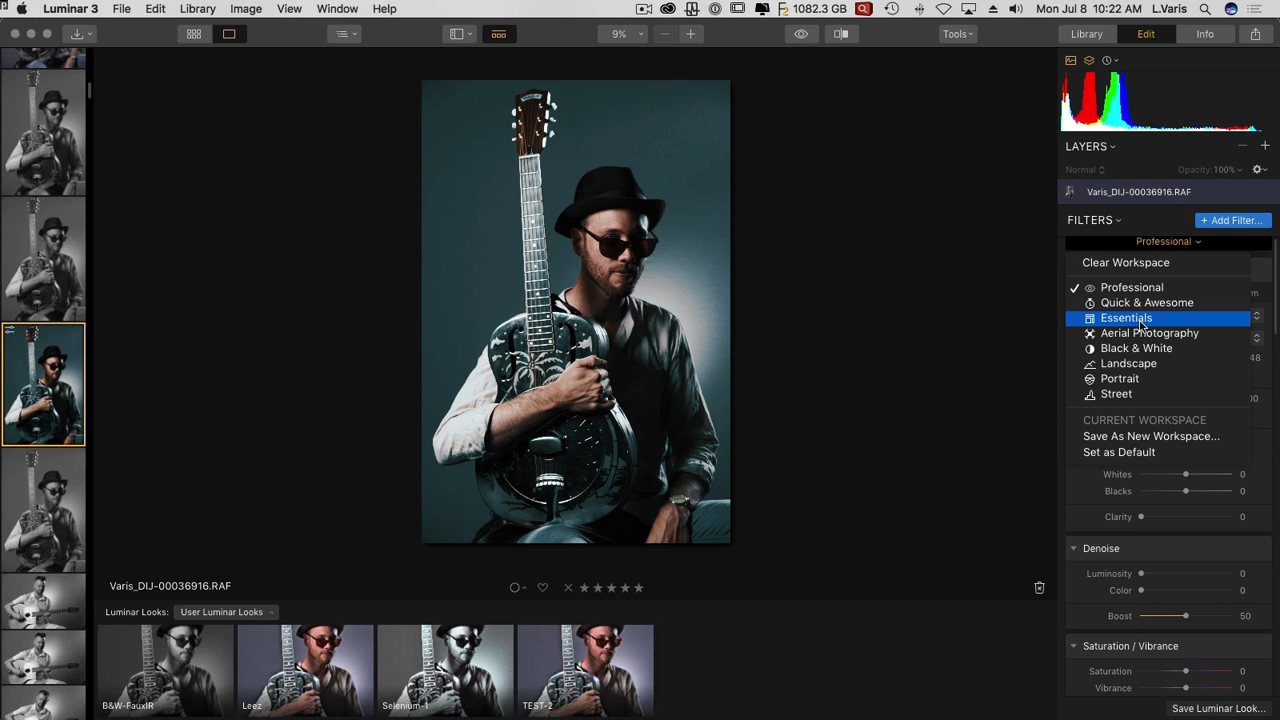 Luminar 3 File Edit Library Image View Window Help 1082.3 GB Mon Jul 8 10:22 AM L.Varis
9% Tools Library Edit Info
LAYERS
Normal Opacity: 100%
Varis_DIJ-00036916.RAF
FILTERS + Add Filter...
Professional
Clear Workspace
Professional
Quick & Awesome
Essentials
Aerial Photography
Black & White
Landscape
Portrait
Street
CURRENT WORKSPACE
Save As New Workspace...
Set as Default
Whites 0
Blacks 0
Clarity 0
Denoise
Luminosity 0
Color 0
Boost 50
Saturation / Vibrance
Saturation 0
Vibrance 0
Save Luminar Look...
Varis_DIJ-00036916.RAF
Luminar Looks: User Luminar Looks
B&W-FauxIR Leez Selenium-1 TEST-2